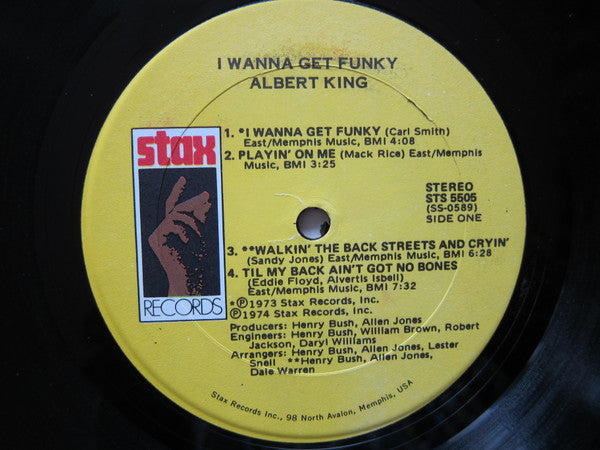 I WANNA GET FUNKY
ALBERT KING
stax
RECORDS
1. *I WANNA GET FUNKY (Carl Smith)
East/Memphis Music, BMI 4:08
2. PLAYIN' ON ME (Mack Rice) East/Memphis
Music, BMI 3:25
STEREO
STS 5505
(SS-0589)
SIDE ONE
3. **WALKIN' THE BACK STREETS AND CRYIN'
(Sandy Jones) East/Memphis Music, BMI 6:28
4. TIL MY BACK AIN'T GOT NO BONES
(Eddie Floyd, Alvertis Isbell)
East/Memphis Music, BMI 7:32
*Ⓟ1973 Stax Records, Inc.
Ⓟ1974 Stax Records, Inc.
Producers: Henry Bush, Allen Jones
Engineers: Henry Bush, William Brown, Robert
Jackson, Daryl Williams
Arrangers: Henry Bush, Allen Jones, Lester
Snell **Henry Bush, Allen Jones,
Dale Warren
Stax Records Inc., 98 North Avalon, Memphis, USA